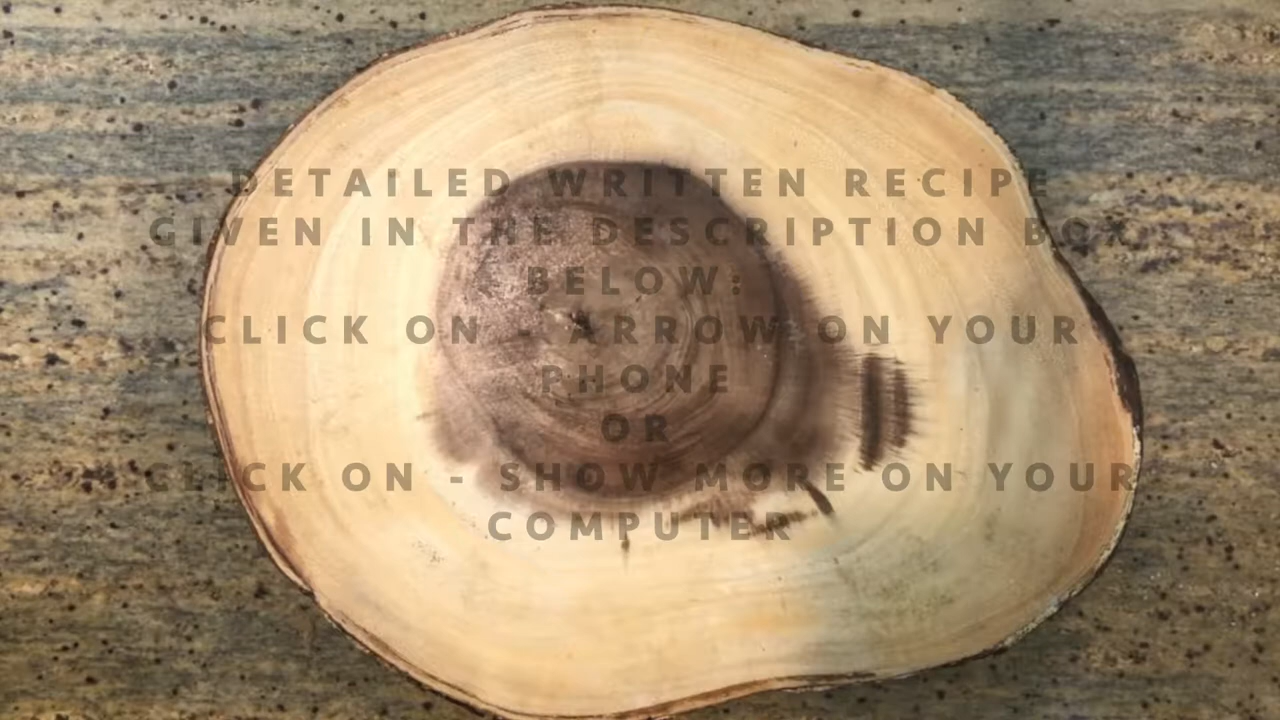 DETAILED WRITTEN RECIPE
GIVEN IN THE DESCRIPTION BOX
BELOW:
CLICK ON - ARROW ON YOUR
PHONE
OR
CLICK ON - SHOW MORE ON YOUR
COMPUTER